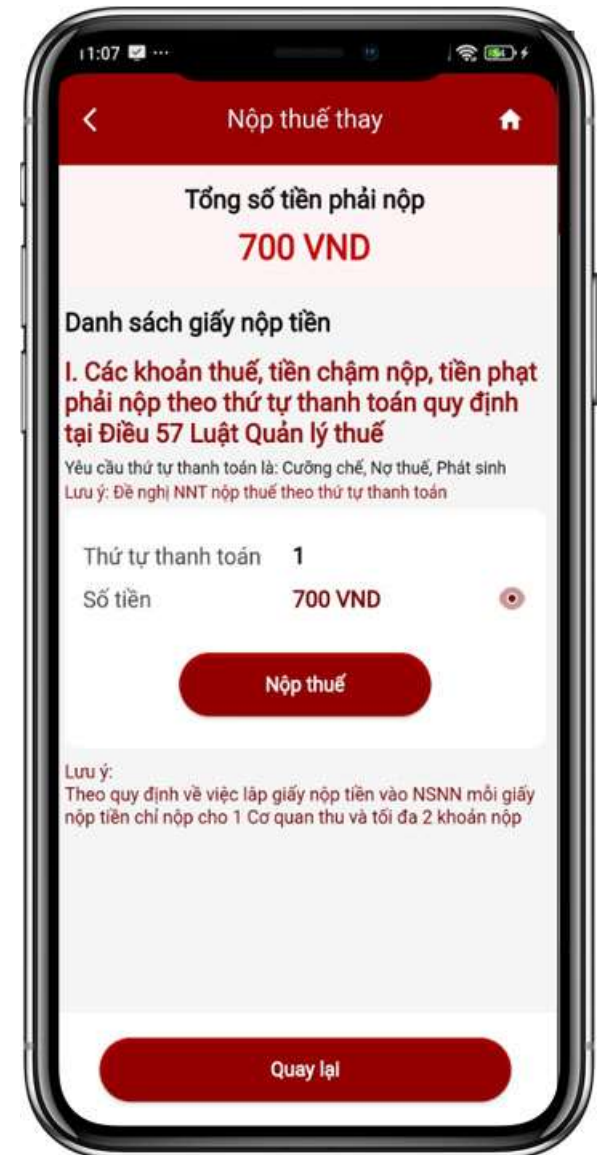 11:07
Nộp thuế thay
Tổng số tiền phải nộp
700 VND
Danh sách giấy nộp tiền
I. Các khoản thuế, tiền chậm nộp, tiền phạt
phải nộp theo thứ tự thanh toán quy định
tại Điều 57 Luật Quản lý thuế
Yêu cầu thứ tự thanh toán là: Cưỡng chế, Nợ thuế, Phát sinh
Lưu ý: Đề nghị NNT nộp thuế theo thứ tự thanh toán
Thứ tự thanh toán 1
Số tiền 700 VND
Nộp thuế
Lưu ý:
Theo quy định về việc lập giấy nộp tiền vào NSNN mỗi giấy
nộp tiền chỉ nộp cho 1 Cơ quan thu và tối đa 2 khoản nộp
Quay lại